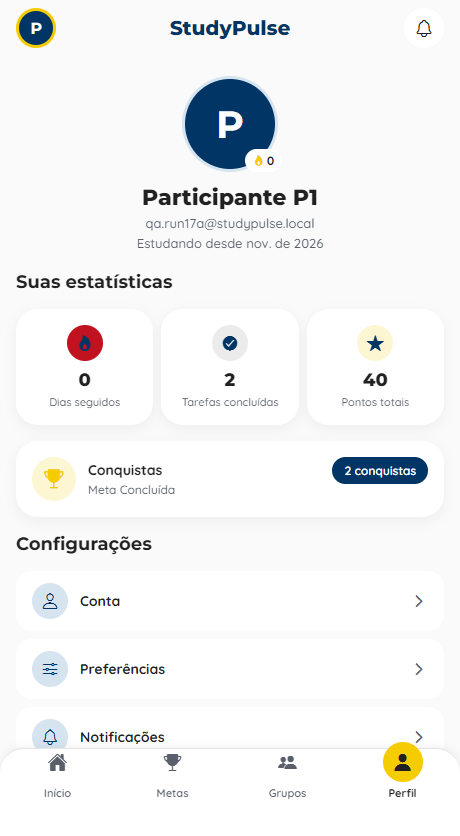 P
StudyPulse
P
0
Participante P1
qa.run17a@studypulse.local
Estudando desde nov. de 2026
Suas estatísticas
0
Dias seguidos
2
Tarefas concluídas
40
Pontos totais
Conquistas
Meta Concluída
2 conquistas
Configurações
Conta
Preferências
Notificações
Início
Metas
Grupos
Perfil